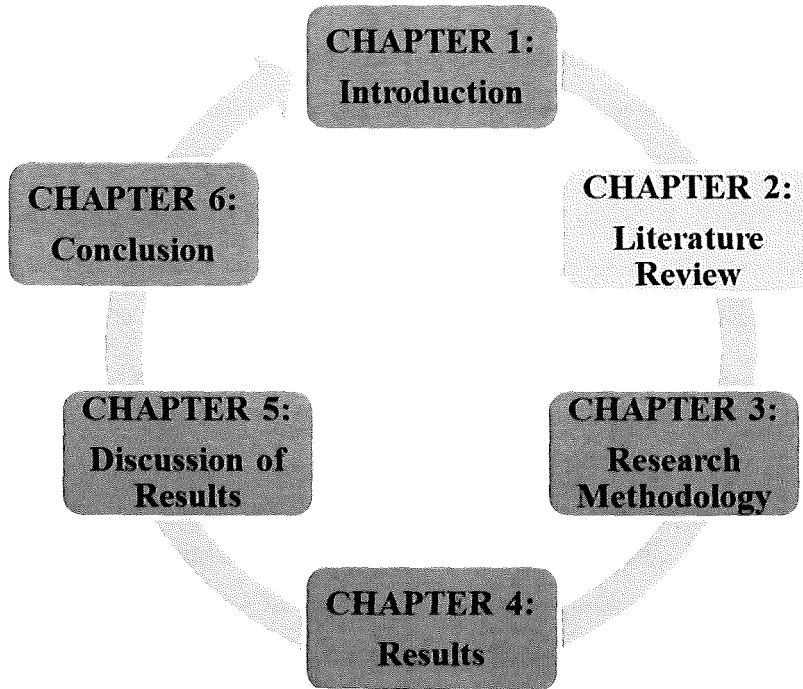 CHAPTER 1:
Introduction
CHAPTER 2:
Literature
Review
CHAPTER 3:
Research
Methodology
CHAPTER 4:
Results
CHAPTER 5:
Discussion of
Results
CHAPTER 6:
Conclusion